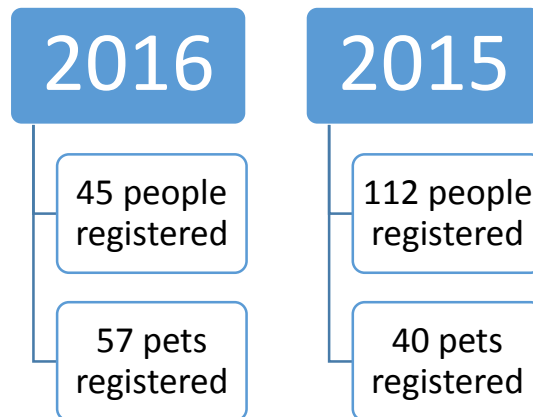 2016
45 people
registered
57 pets
registered
2015
112 people
registered
40 pets
registered